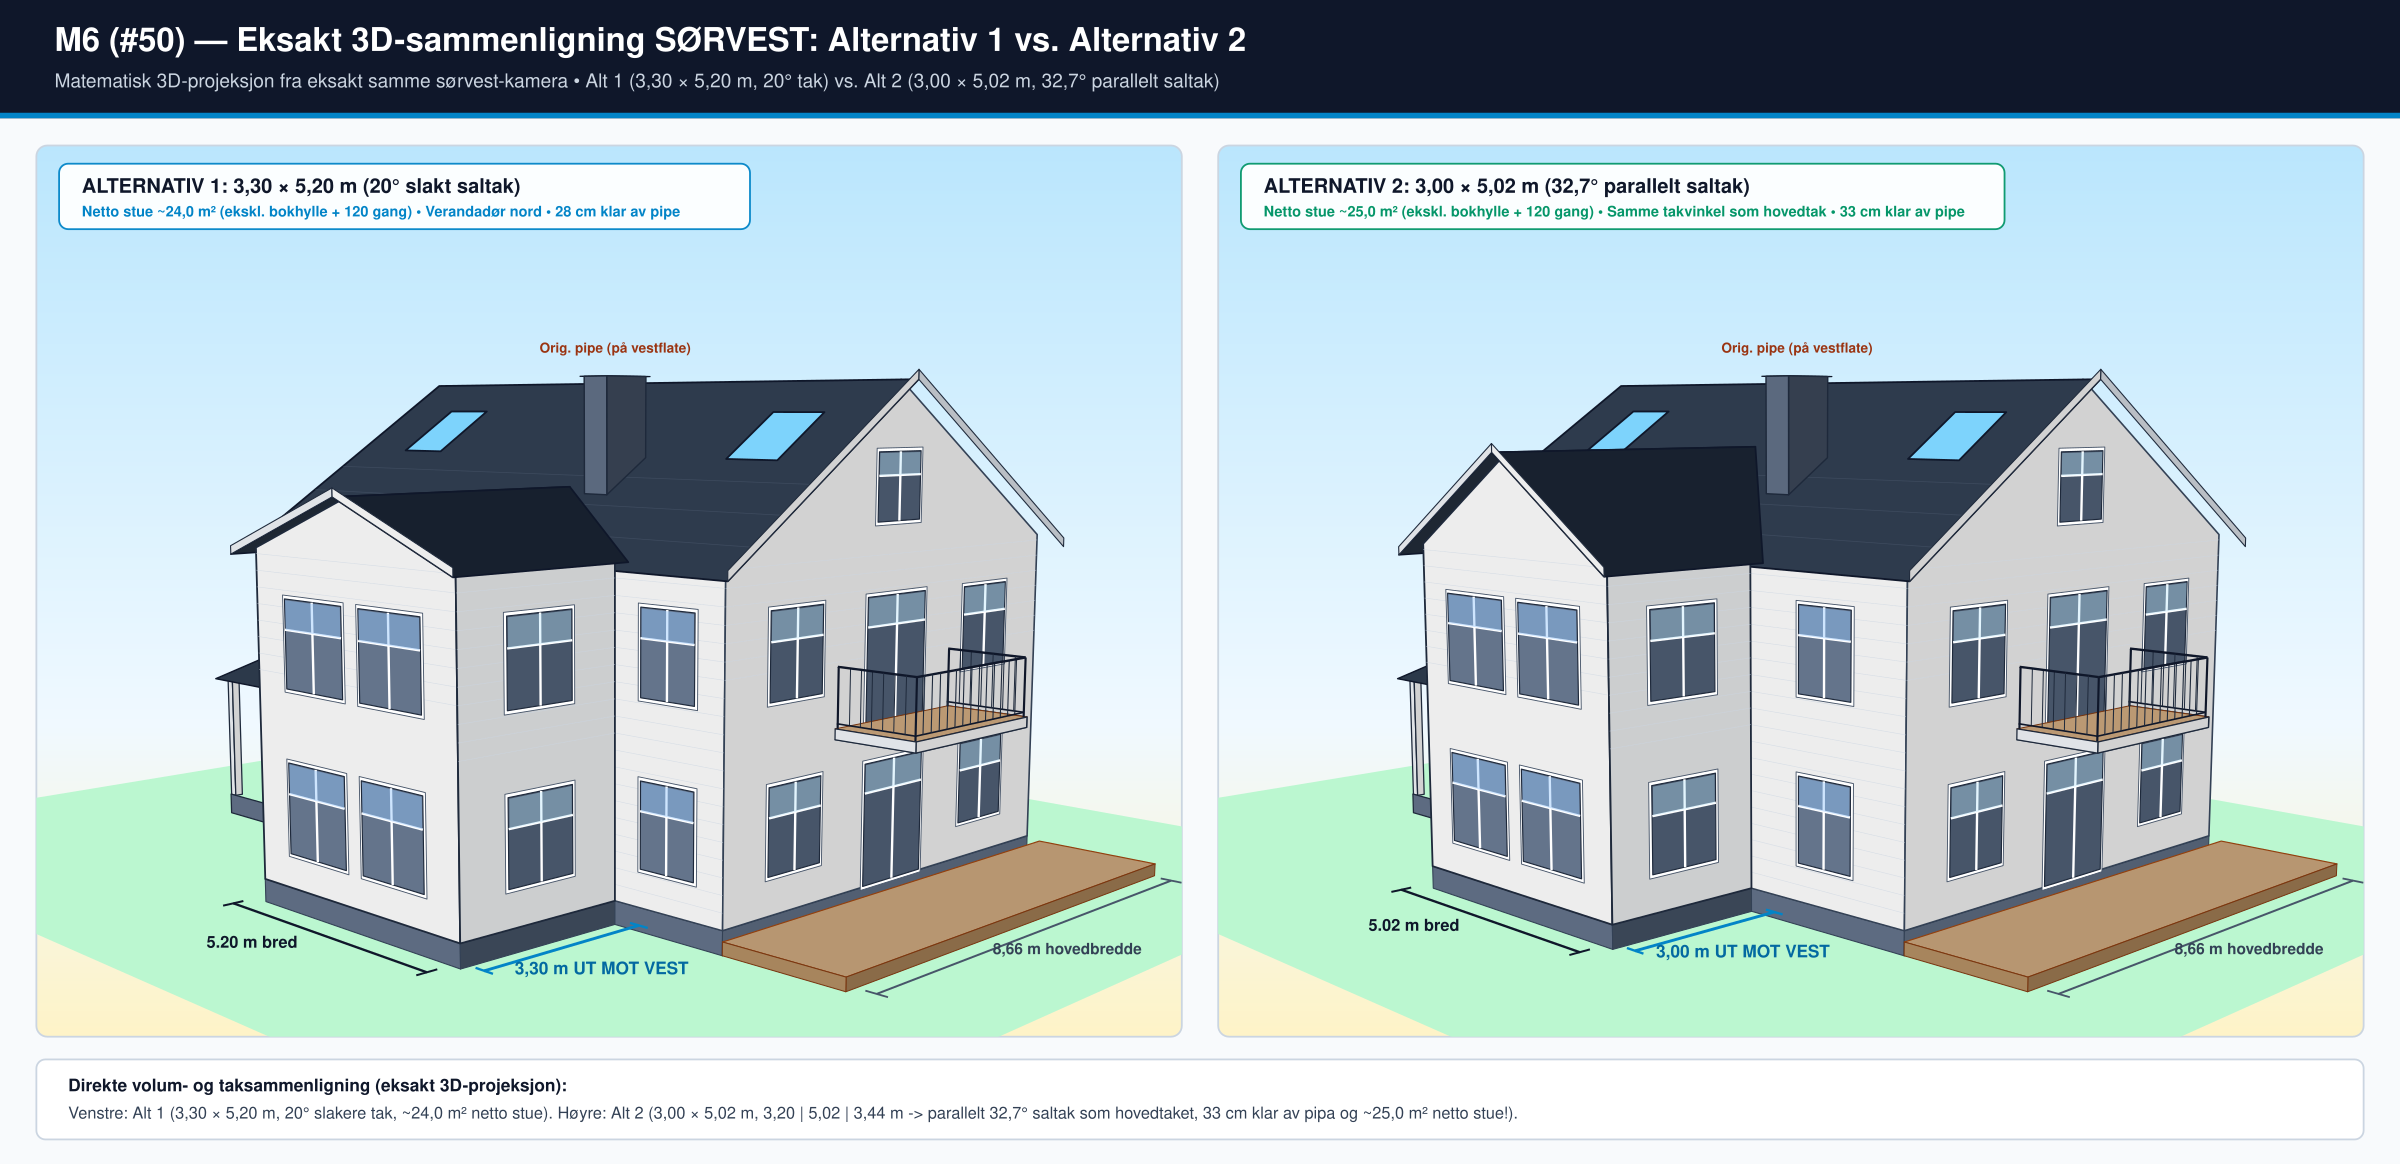 M6 (#50) — Eksakt 3D-sammenligning SØRVEST: Alternativ 1 vs. Alternativ 2
Matematisk 3D-projeksjon fra eksakt samme sørvest-kamera • Alt 1 (3,30 × 5,20 m, 20° tak) vs. Alt 2 (3,00 × 5,02 m, 32,7° parallelt saltak)
ALTERNATIV 1: 3,30 × 5,20 m (20° slakt saltak)
Netto stue ~24,0 m² (ekskl. bokhylle + 120 gang) • Verandadør nord • 28 cm klar av pipe
Orig. pipe (på vestflate)
5.20 m bred
3,30 m UT MOT VEST
8,66 m hovedbredde
ALTERNATIV 2: 3,00 × 5,02 m (32,7° parallelt saltak)
Netto stue ~25,0 m² (ekskl. bokhylle + 120 gang) • Samme takvinkel som hovedtak • 33 cm klar av pipe
Orig. pipe (på vestflate)
5.02 m bred
3,00 m UT MOT VEST
8,66 m hovedbredde
Direkte volum- og taksammenligning (eksakt 3D-projeksjon):
Venstre: Alt 1 (3,30 × 5,20 m, 20° slakere tak, ~24,0 m² netto stue). Høyre: Alt 2 (3,00 × 5,02 m, 3,20 | 5,02 | 3,44 m -> parallelt 32,7° saltak som hovedtaket, 33 cm klar av pipa og ~25,0 m² netto stue!).